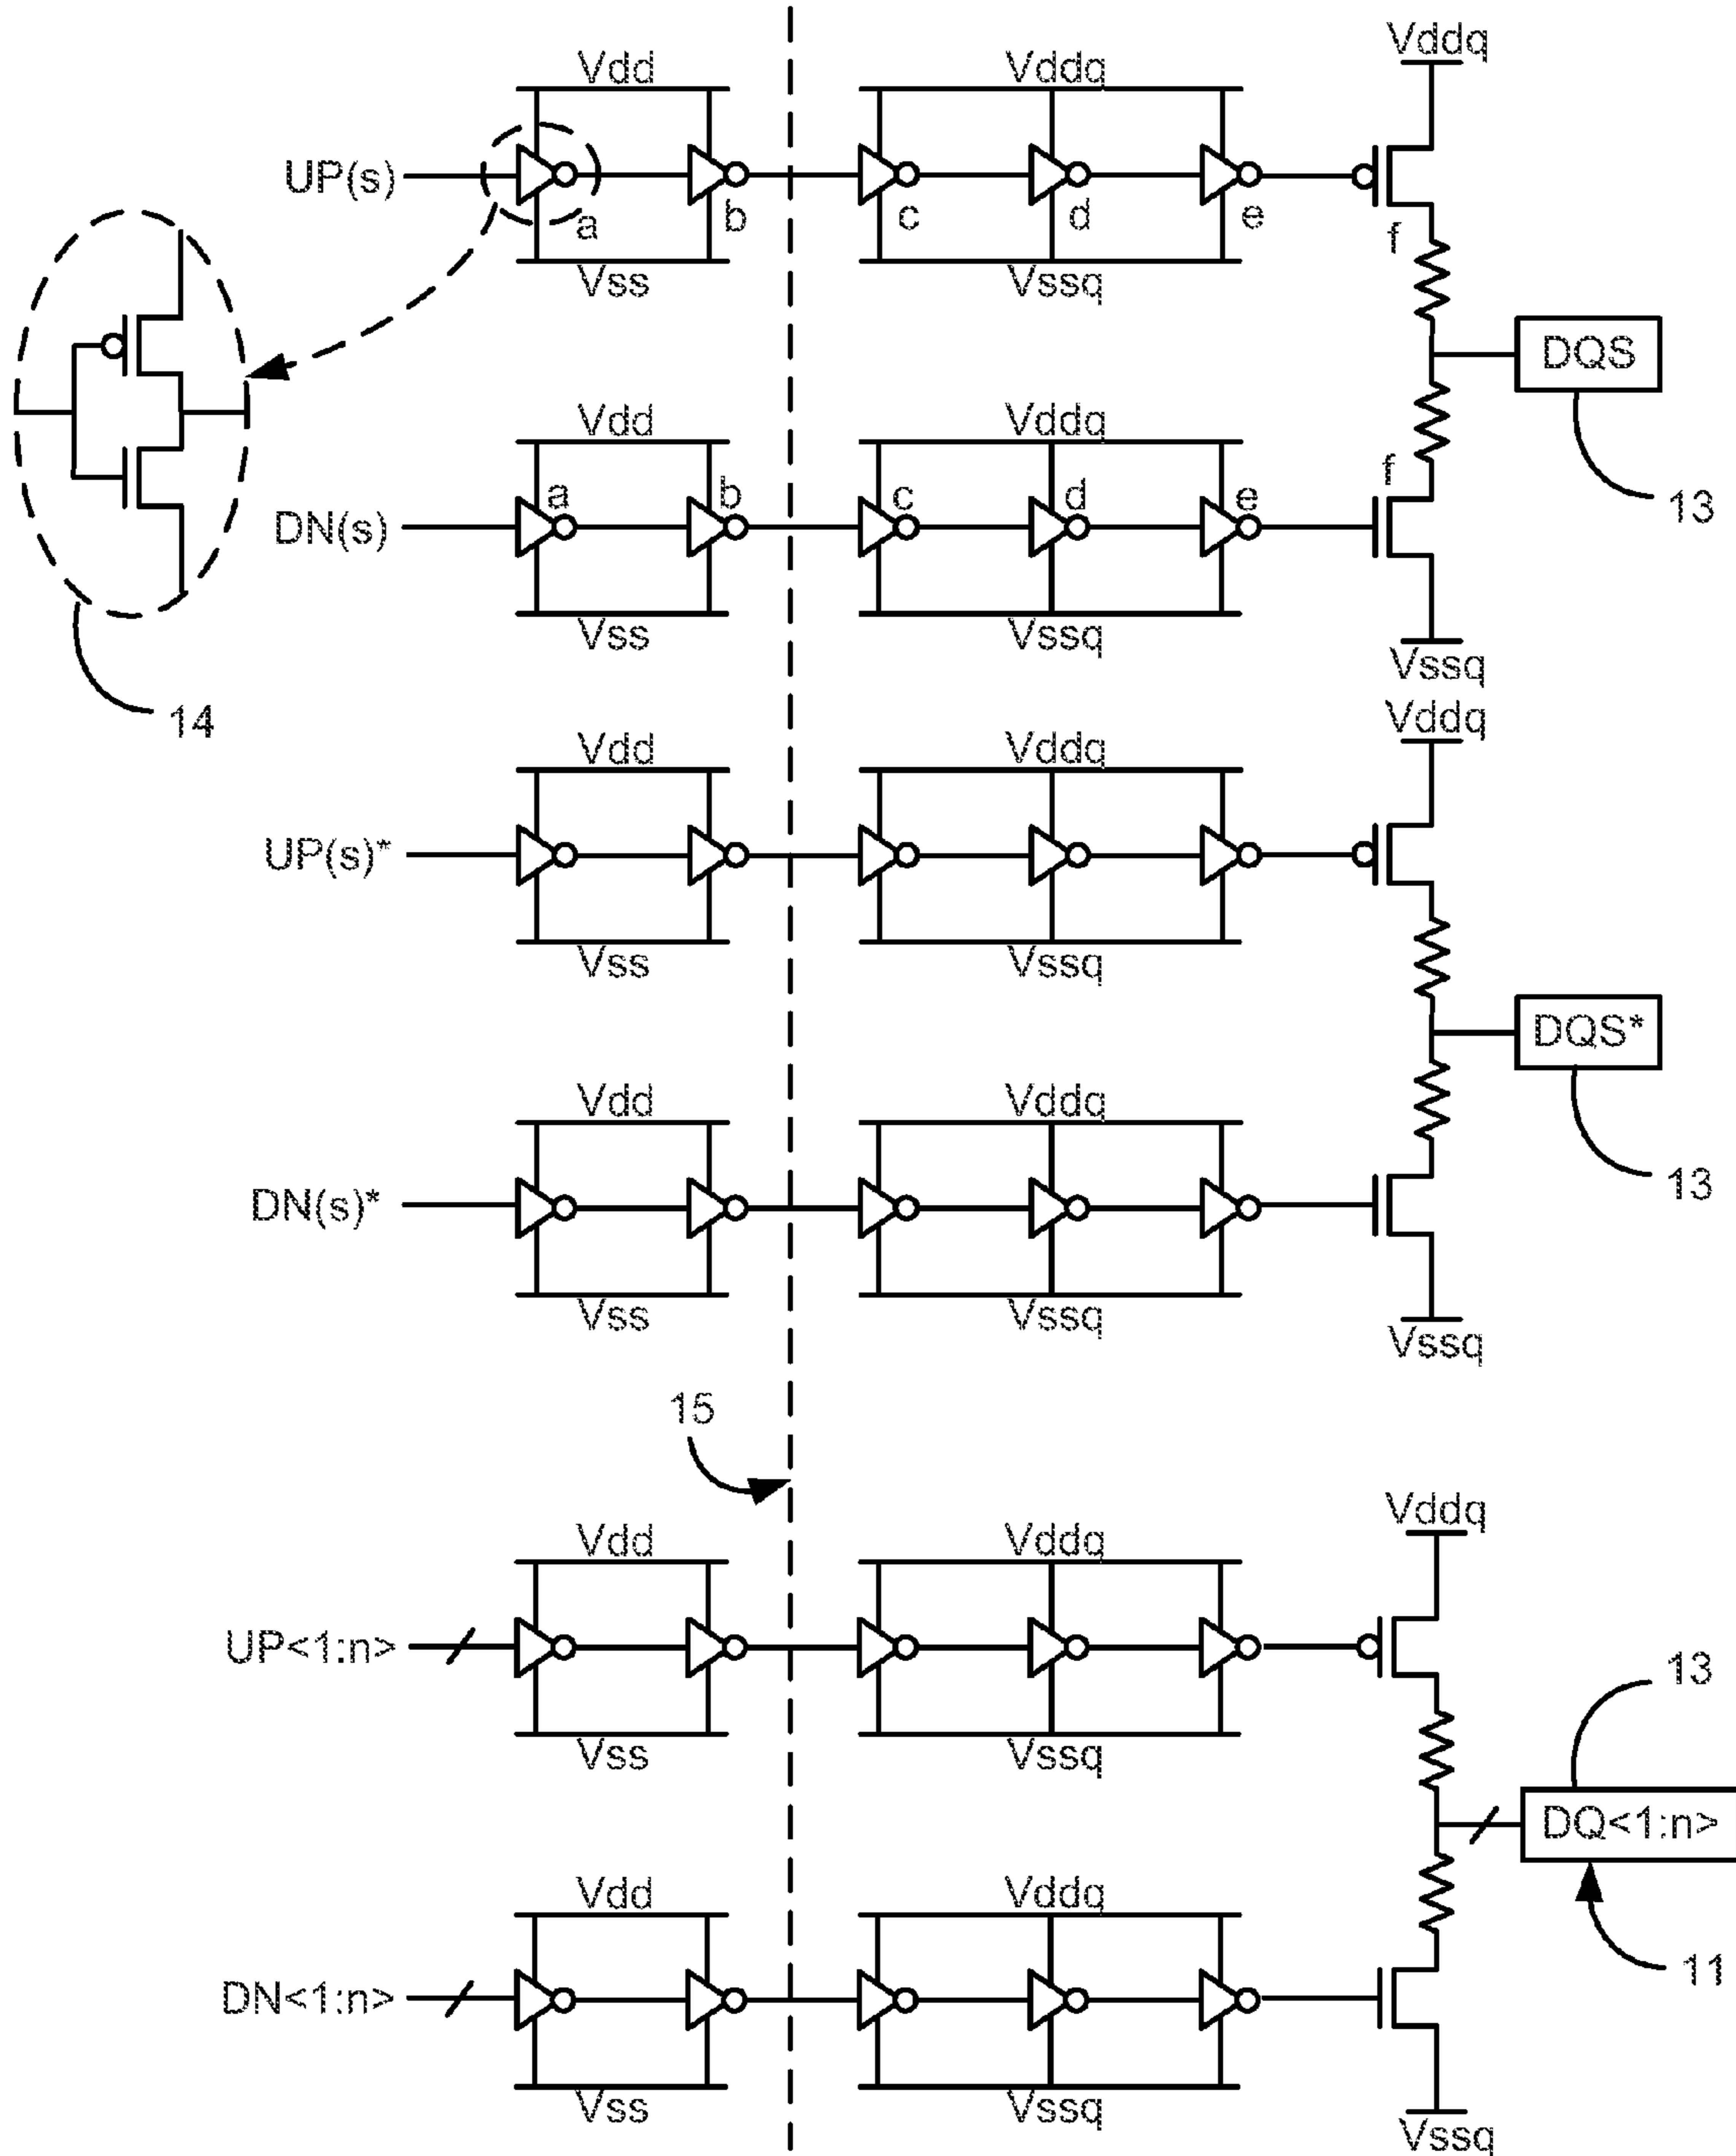 Vddq
Vdd Vddq
UP(s) a b c d e f
Vss Vssq
DQS
13
Vdd Vddq
a b c d e f
DN(s)
Vss Vssq
Vssq
14
Vddq
Vdd Vddq
UP(s)*
Vss Vssq
DQS*
13
Vdd Vddq
DN(s)*
Vss Vssq
Vssq
15
Vddq
Vdd Vddq
UP<1:n>
13
Vss Vssq
DQ<1:n>
Vdd Vddq
11
DN<1:n>
Vss Vssq
Vssq